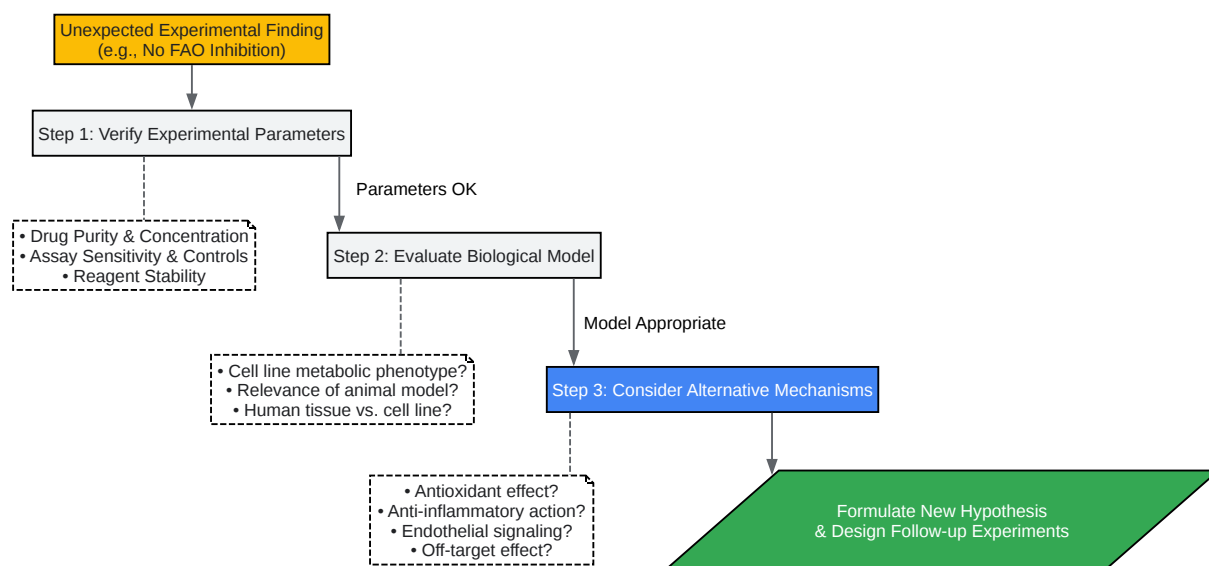 Unexpected Experimental Finding
(e.g., No FAO Inhibition)
Step 1: Verify Experimental Parameters
Parameters OK
• Drug Purity & Concentration
• Assay Sensitivity & Controls
• Reagent Stability
Step 2: Evaluate Biological Model
Model Appropriate
• Cell line metabolic phenotype?
• Relevance of animal model?
• Human tissue vs. cell line?
Step 3: Consider Alternative Mechanisms
• Antioxidant effect?
• Anti-inflammatory action?
• Endothelial signaling?
• Off-target effect?
Formulate New Hypothesis
& Design Follow-up Experiments